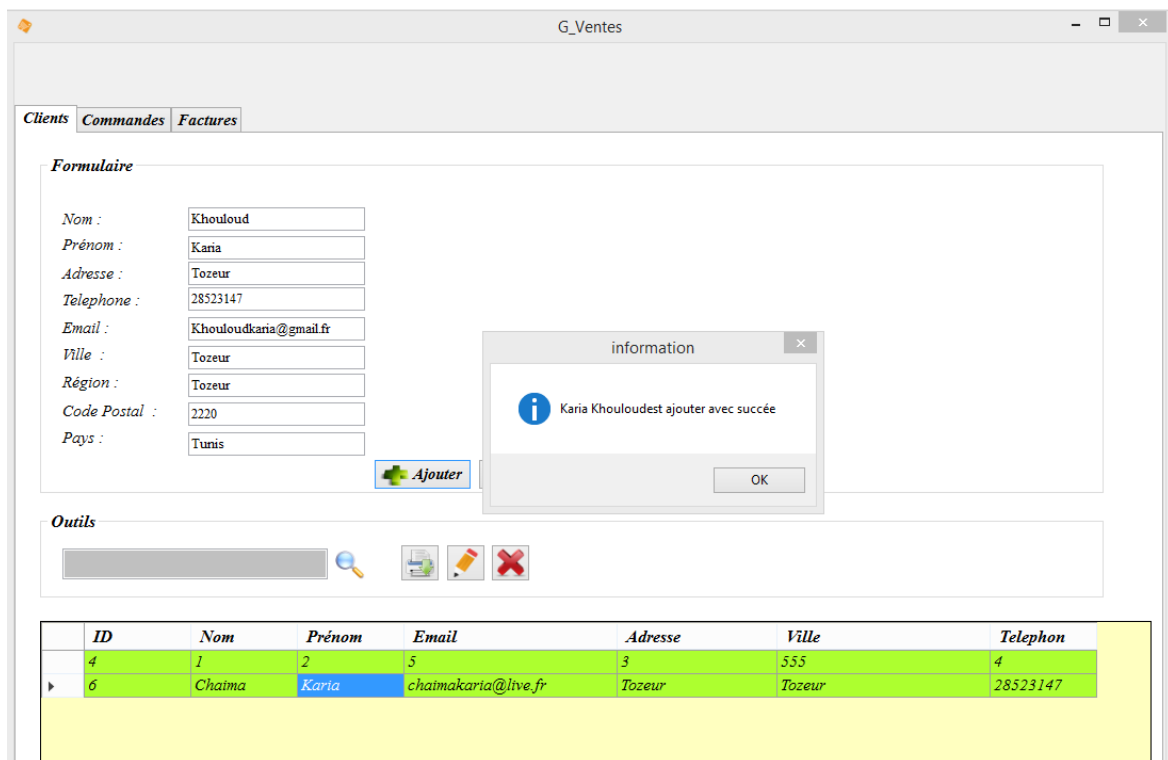 G_Ventes
Clients Commandes Factures
Formulaire
Nom : Khouloud
Prénom : Karia
Adresse : Tozeur
Telephone : 28523147
Email : Khouloudkaria@gmail.fr
Ville : Tozeur
Région : Tozeur
Code Postal : 2220
Pays : Tunis
Ajouter
information
Karia Khouloudest ajouter avec succée
OK
Outils
ID Nom Prénom Email Adresse Ville Telephon
4 1 2 5 3 555 4
6 Chaima Karia chaimakaria@live.fr Tozeur Tozeur 28523147